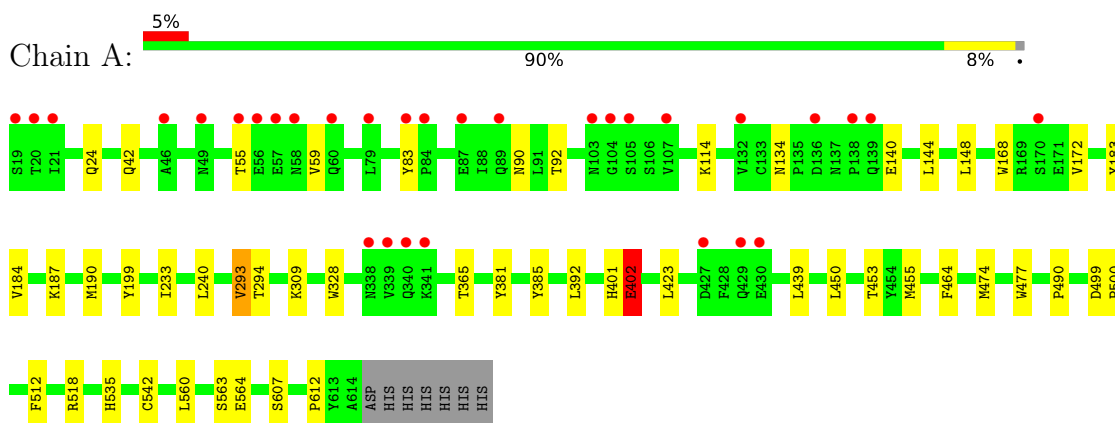 5%
Chain A:
90% 8%
S19 T20 I21 Q24 Q42 A46 N49 T55 E56 E57 N58 V59 Q60 L79 Y83 P84 E87 I88 Q89 N90 L91 T92 N103 G104 S105 S106 V107 K114 V132 C133 N134 P135 D136 N137 P138 Q139 E140 L144 L148 W168 R169 S170 E171 V172 Y183
V184 K187 M190 Y199 I233 L240 V293 T294 K309 W328 N338 V339 Q340 K341 T365 Y381 Y385 L392 H401 E402 L423 D427 F428 Q429 E430 L439 L450 T453 Y454 M455 F464 M474 W477 P490 D499 P500
F512 R518 H535 C542 L560 S563 E564 S607 P612 Y613 A614 ASP HIS HIS HIS HIS HIS HIS